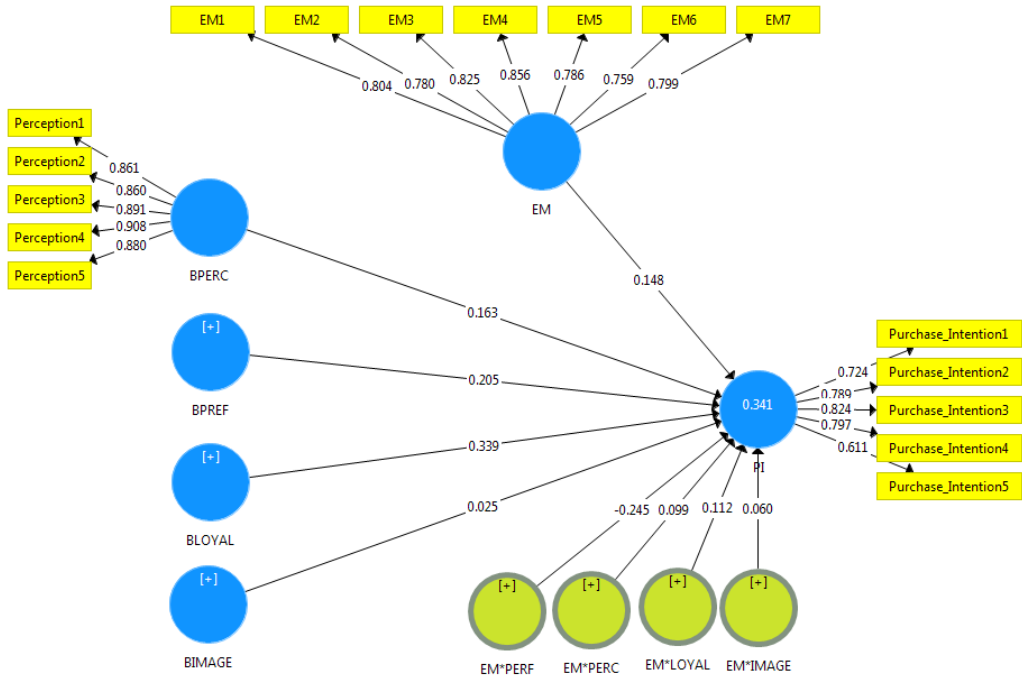 EM1 EM2 EM3 EM4 EM5 EM6 EM7
0.804 0.780 0.825 0.856 0.786 0.759 0.799
EM
Perception1
Perception2
Perception3
Perception4
Perception5
0.861
0.860
0.891
0.908
0.880
BPERC
0.148
0.163
[+]
BPREF
0.205
[+]
BLOYAL
0.339
[+]
BIMAGE
0.025
0.341
PI
0.724
0.789
0.824
0.797
0.611
Purchase_Intention1
Purchase_Intention2
Purchase_Intention3
Purchase_Intention4
Purchase_Intention5
-0.245 0.099 0.112 0.060
[+] [+] [+] [+]
EM*PERF EM*PERC EM*LOYAL EM*IMAGE